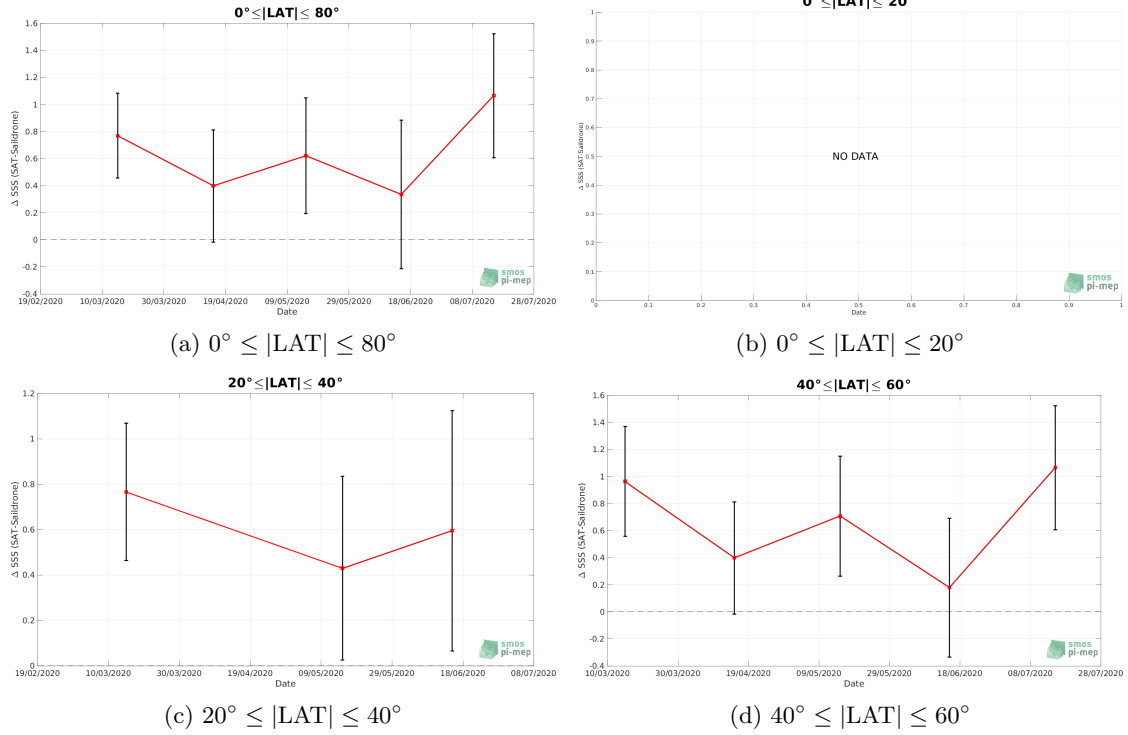 0°≤|LAT|≤ 80°
1.6
1.4
1.2
1
0.8
0.6
0.4
0.2
0
-0.2
-0.4
Δ SSS (SAT-Saildrone)
19/02/2020 10/03/2020 30/03/2020 19/04/2020 09/05/2020 29/05/2020 18/06/2020 08/07/2020 28/07/2020
Date
smos
pi-mep
(a) 0° ≤ |LAT| ≤ 80°
0°≤|LAT|≤ 20°
1
0.9
0.8
0.7
0.6
0.5
0.4
0.3
0.2
0.1
0
Δ SSS (SAT-Saildrone)
NO DATA
0 0.1 0.2 0.3 0.4 0.5 0.6 0.7 0.8 0.9 1
Date
smos
pi-mep
(b) 0° ≤ |LAT| ≤ 20°
20°≤|LAT|≤ 40°
1.2
1
0.8
0.6
0.4
0.2
0
Δ SSS (SAT-Saildrone)
19/02/2020 10/03/2020 30/03/2020 19/04/2020 09/05/2020 29/05/2020 18/06/2020 08/07/2020
Date
smos
pi-mep
(c) 20° ≤ |LAT| ≤ 40°
40°≤|LAT|≤ 60°
1.6
1.4
1.2
1
0.8
0.6
0.4
0.2
0
-0.2
-0.4
Δ SSS (SAT-Saildrone)
10/03/2020 30/03/2020 19/04/2020 09/05/2020 29/05/2020 18/06/2020 08/07/2020 28/07/2020
Date
smos
pi-mep
(d) 40° ≤ |LAT| ≤ 60°